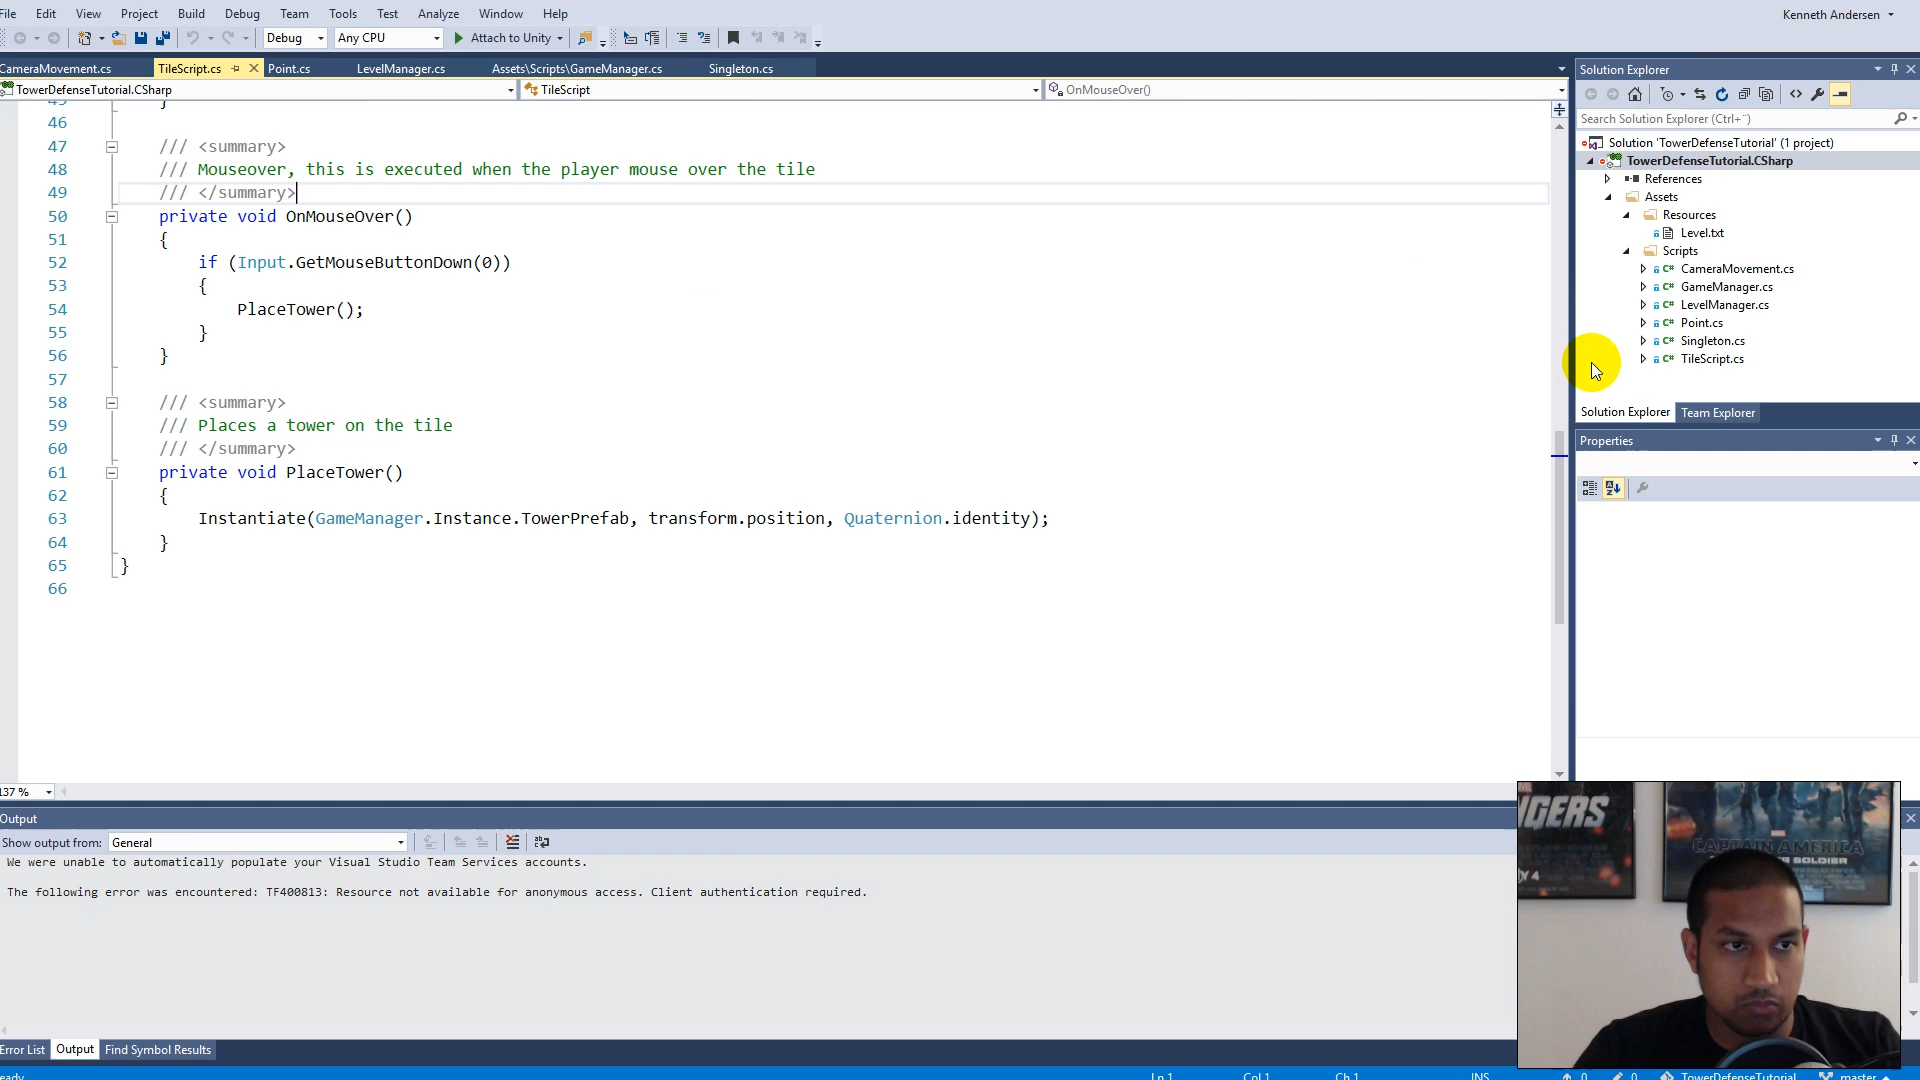 File Edit View Project Build Debug Team Tools Test Analyze Window Help
Kenneth Andersen
Debug Any CPU Attach to Unity
CameraMovement.cs TileScript.cs Point.cs LevelManager.cs Assets\Scripts\GameManager.cs Singleton.cs
TowerDefenseTutorial.CSharp TileScript OnMouseOver()
45 }
46
47 /// <summary>
48 /// Mouseover, this is executed when the player mouse over the tile
49 /// </summary>
50 private void OnMouseOver()
51 {
52 if (Input.GetMouseButtonDown(0))
53 {
54 PlaceTower();
55 }
56 }
57
58 /// <summary>
59 /// Places a tower on the tile
60 /// </summary>
61 private void PlaceTower()
62 {
63 Instantiate(GameManager.Instance.TowerPrefab, transform.position, Quaternion.identity);
64 }
65 }
66
137 %
Solution Explorer
Search Solution Explorer (Ctrl+¨)
Solution 'TowerDefenseTutorial' (1 project)
TowerDefenseTutorial.CSharp
References
Assets
Resources
Level.txt
Scripts
CameraMovement.cs
GameManager.cs
LevelManager.cs
Point.cs
Singleton.cs
TileScript.cs
Solution Explorer Team Explorer
Properties
Output
Show output from: General
We were unable to automatically populate your Visual Studio Team Services accounts.
The following error was encountered: TF400813: Resource not available for anonymous access. Client authentication required.
Error List Output Find Symbol Results
CAPTAIN AMERICA
Ready Ln 1 Col 1 Ch 1 INS 0 0 TowerDefenseTutorial master